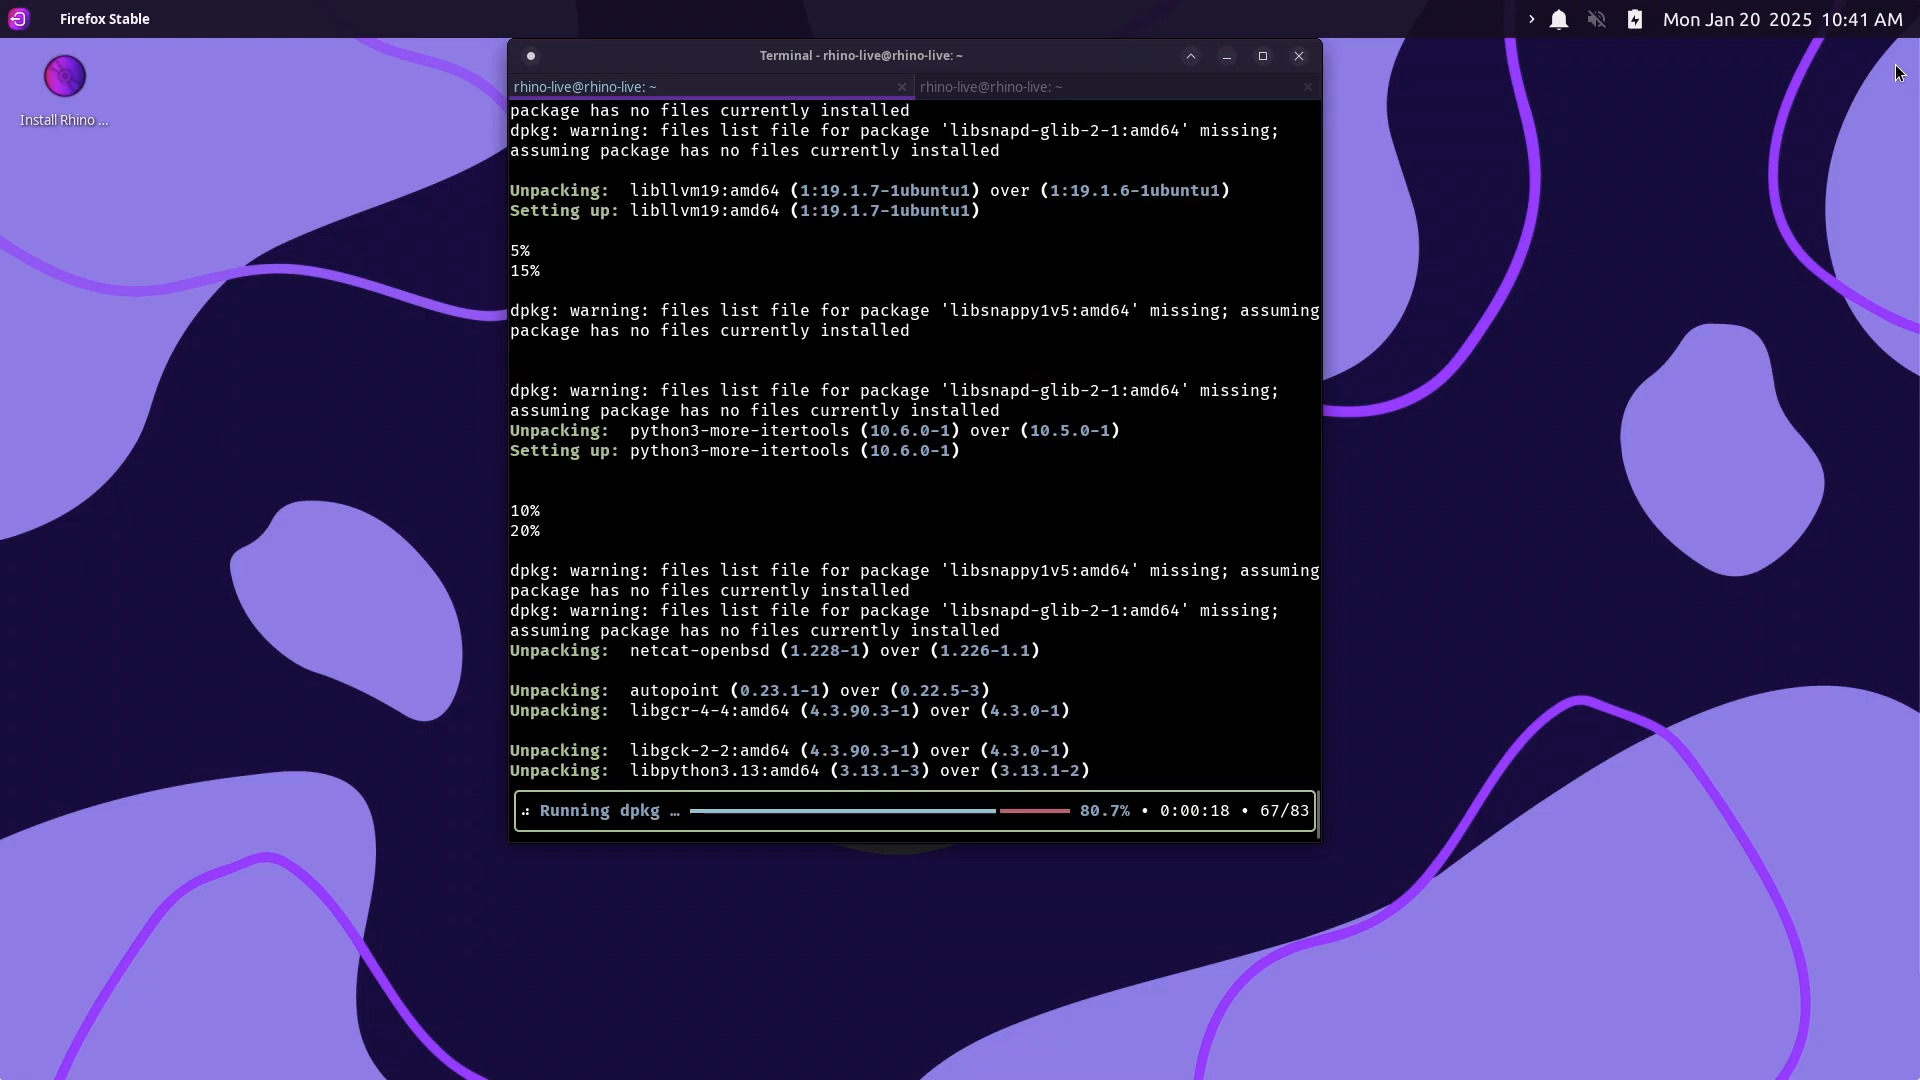 Firefox Stable
Mon Jan 20 2025 10:41 AM
Install Rhino ...
Terminal - rhino-live@rhino-live: ~
rhino-live@rhino-live: ~
rhino-live@rhino-live: ~
package has no files currently installed
dpkg: warning: files list file for package 'libsnapd-glib-2-1:amd64' missing;
assuming package has no files currently installed
Unpacking: libllvm19:amd64 (1:19.1.7-1ubuntu1) over (1:19.1.6-1ubuntu1)
Setting up: libllvm19:amd64 (1:19.1.7-1ubuntu1)
5%
15%
dpkg: warning: files list file for package 'libsnappy1v5:amd64' missing; assuming
package has no files currently installed
dpkg: warning: files list file for package 'libsnapd-glib-2-1:amd64' missing;
assuming package has no files currently installed
Unpacking: python3-more-itertools (10.6.0-1) over (10.5.0-1)
Setting up: python3-more-itertools (10.6.0-1)
10%
20%
dpkg: warning: files list file for package 'libsnappy1v5:amd64' missing; assuming
package has no files currently installed
dpkg: warning: files list file for package 'libsnapd-glib-2-1:amd64' missing;
assuming package has no files currently installed
Unpacking: netcat-openbsd (1.228-1) over (1.226-1.1)
Unpacking: autopoint (0.23.1-1) over (0.22.5-3)
Unpacking: libgcr-4-4:amd64 (4.3.90.3-1) over (4.3.0-1)
Unpacking: libgck-2-2:amd64 (4.3.90.3-1) over (4.3.0-1)
Unpacking: libpython3.13:amd64 (3.13.1-3) over (3.13.1-2)
Running dpkg … 80.7% • 0:00:18 • 67/83